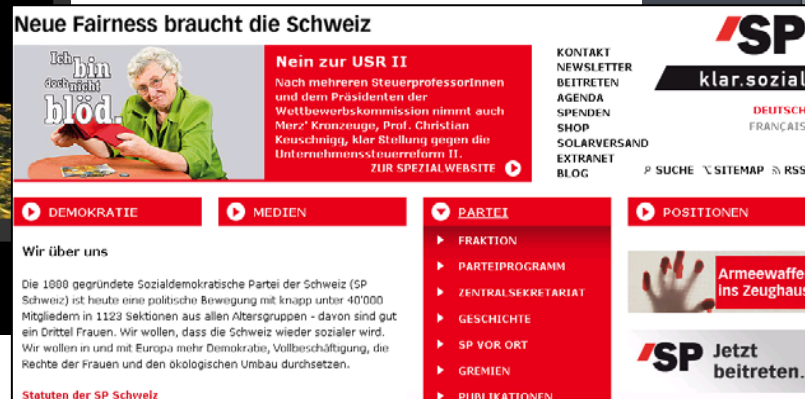 Neue Fairness braucht die Schweiz
Ich bin
doch nicht
blöd.
Nein zur USR II
Nach mehreren SteuerprofessorInnen
und dem Präsidenten der
Wettbewerbskommission nimmt auch
Merz' Kronzeuge, Prof. Christian
Keuschnigg, klar Stellung gegen die
Unternehmenssteuerreform II.
ZUR SPEZIALWEBSITE
KONTAKT
NEWSLETTER
BEITRETEN
AGENDA
SPENDEN
SHOP
SOLARVERSAND
EXTRANET
BLOG
SP
klar.sozial
DEUTSCH
FRANÇAIS
SUCHE SITEMAP RSS
DEMOKRATIE
MEDIEN
PARTEI
POSITIONEN
Wir über uns
Die 1888 gegründete Sozialdemokratische Partei der Schweiz (SP
Schweiz) ist heute eine politische Bewegung mit knapp unter 40'000
Mitgliedern in 1123 Sektionen aus allen Altersgruppen - davon sind gut
ein Drittel Frauen. Wir wollen, dass die Schweiz wieder sozialer wird.
Wir wollen in und mit Europa mehr Demokratie, Vollbeschäftigung, die
Rechte der Frauen und den ökologischen Umbau durchsetzen.
Statuten der SP Schweiz
FRAKTION
PARTEIPROGRAMM
ZENTRALSEKRETARIAT
GESCHICHTE
SP VOR ORT
GREMIEN
PUBLIKATIONEN
Armeewaffe
ins Zeughaus
SP Jetzt
beitreten.